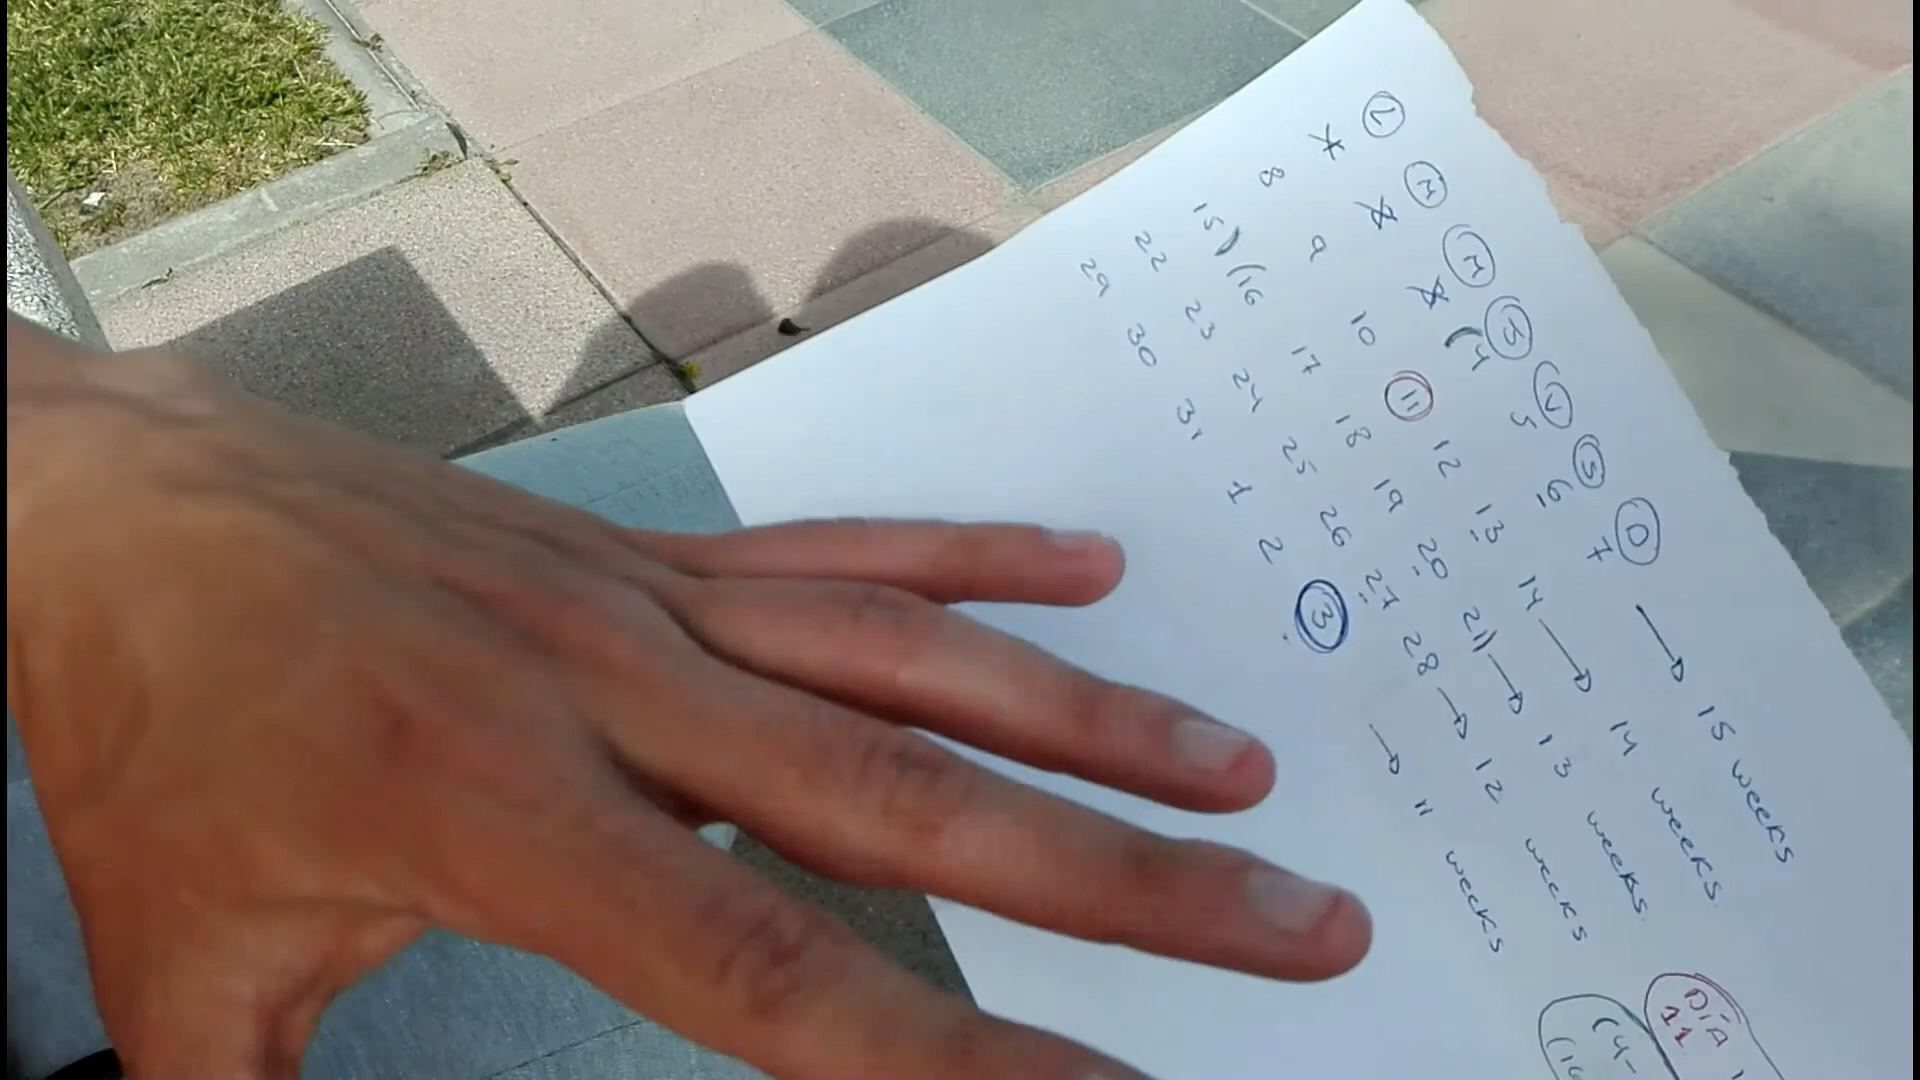 L M M J V S D
(4 5 6 7 → 15 weeks
8 9 10 11 12 13 14 → 14 weeks.
15) (16 17 18 19 20 21) → 13 weeks.
22 23 24 25 26 27 28 → 12 weeks
29 30 31 1 2 3 → 11 weeks
DÍA
11
(4-
(16